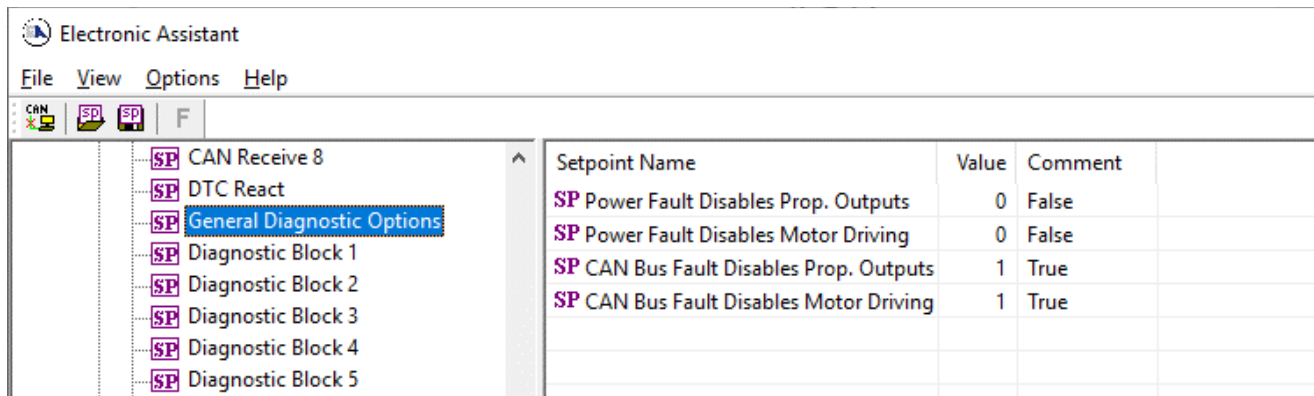 Electronic Assistant
File View Options Help
CAN SP SP F
SP CAN Receive 8
SP DTC React
SP General Diagnostic Options
SP Diagnostic Block 1
SP Diagnostic Block 2
SP Diagnostic Block 3
SP Diagnostic Block 4
SP Diagnostic Block 5
Setpoint Name Value Comment
SP Power Fault Disables Prop. Outputs 0 False
SP Power Fault Disables Motor Driving 0 False
SP CAN Bus Fault Disables Prop. Outputs 1 True
SP CAN Bus Fault Disables Motor Driving 1 True